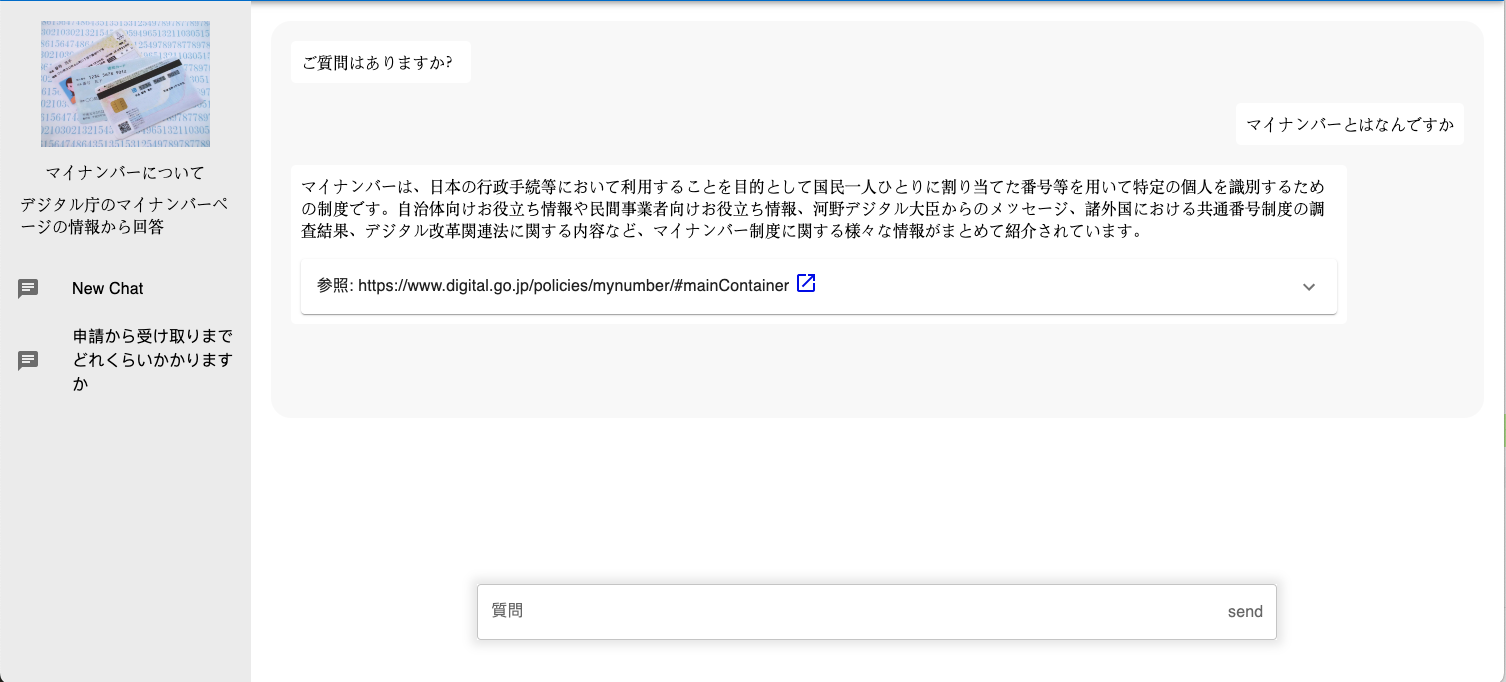 マイナンバーについて
デジタル庁のマイナンバーペ
ージの情報から回答
New Chat
申請から受け取りまで
どれくらいかかります
か
ご質問はありますか?
マイナンバーとはなんですか
マイナンバーは、日本の行政手続等において利用することを目的として国民一人ひとりに割り当てた番号等を用いて特定の個人を識別するため
の制度です。自治体向けお役立ち情報や民間事業者向けお役立ち情報、河野デジタル大臣からのメッセージ、諸外国における共通番号制度の調
査結果、デジタル改革関連法に関する内容など、マイナンバー制度に関する様々な情報がまとめて紹介されています。
参照: https://www.digital.go.jp/policies/mynumber/#mainContainer
質問
send